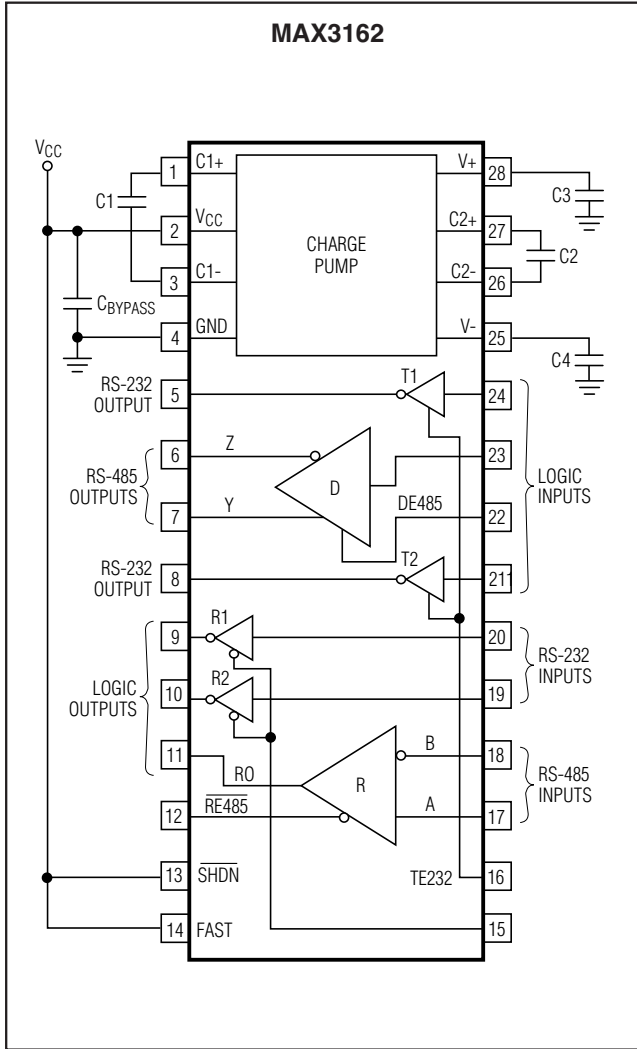 MAX3162
VCC
1 C1+ V+ 28
C1 C3
2 VCC C2+ 27
CHARGE
PUMP
C2
3 C1- C2- 26
CBYPASS
4 GND V- 25
C4
RS-232
OUTPUT
5 T1 24
6 Z 23
RS-485
OUTPUTS
D
LOGIC
INPUTS
7 Y DE485 22
RS-232
OUTPUT
8 T2 211
9 R1 20
RS-232
INPUTS
LOGIC
OUTPUTS
10 R2 19
11 RO R B 18
RS-485
INPUTS
12 RE485 A 17
13 SHDN TE232 16
14 FAST 15